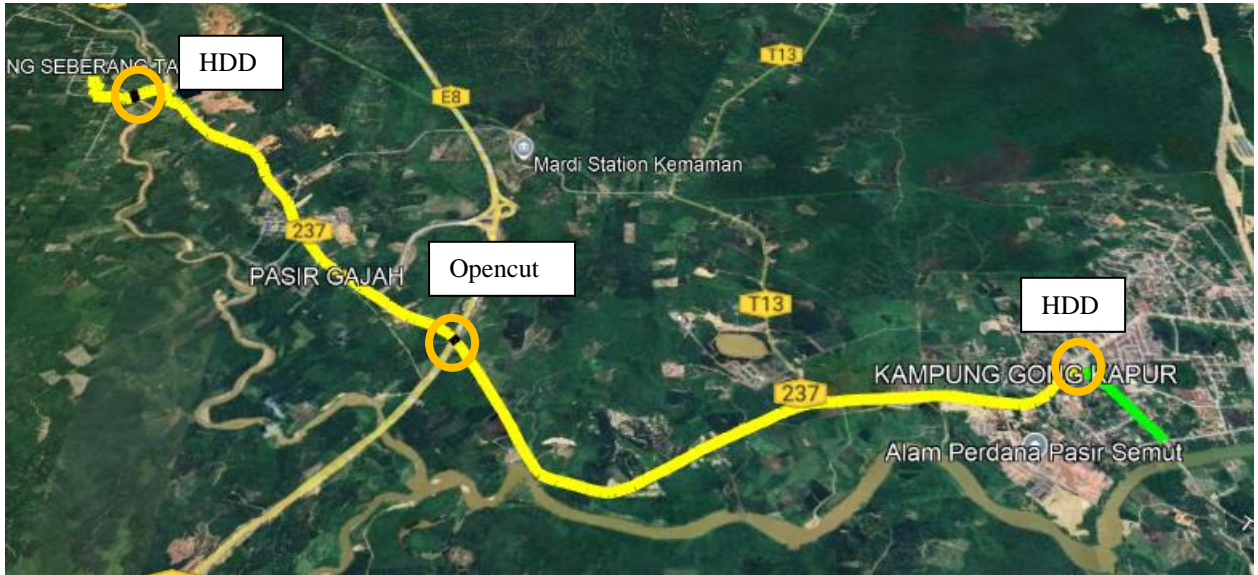 HDD
T13
NG SEBERANG TA
E8
Mardi Station Kemaman
237
Opencut
PASIR GAJAH
T13
HDD
KAMPUNG GONG KAPUR
237
Alam Perdana Pasir Semut